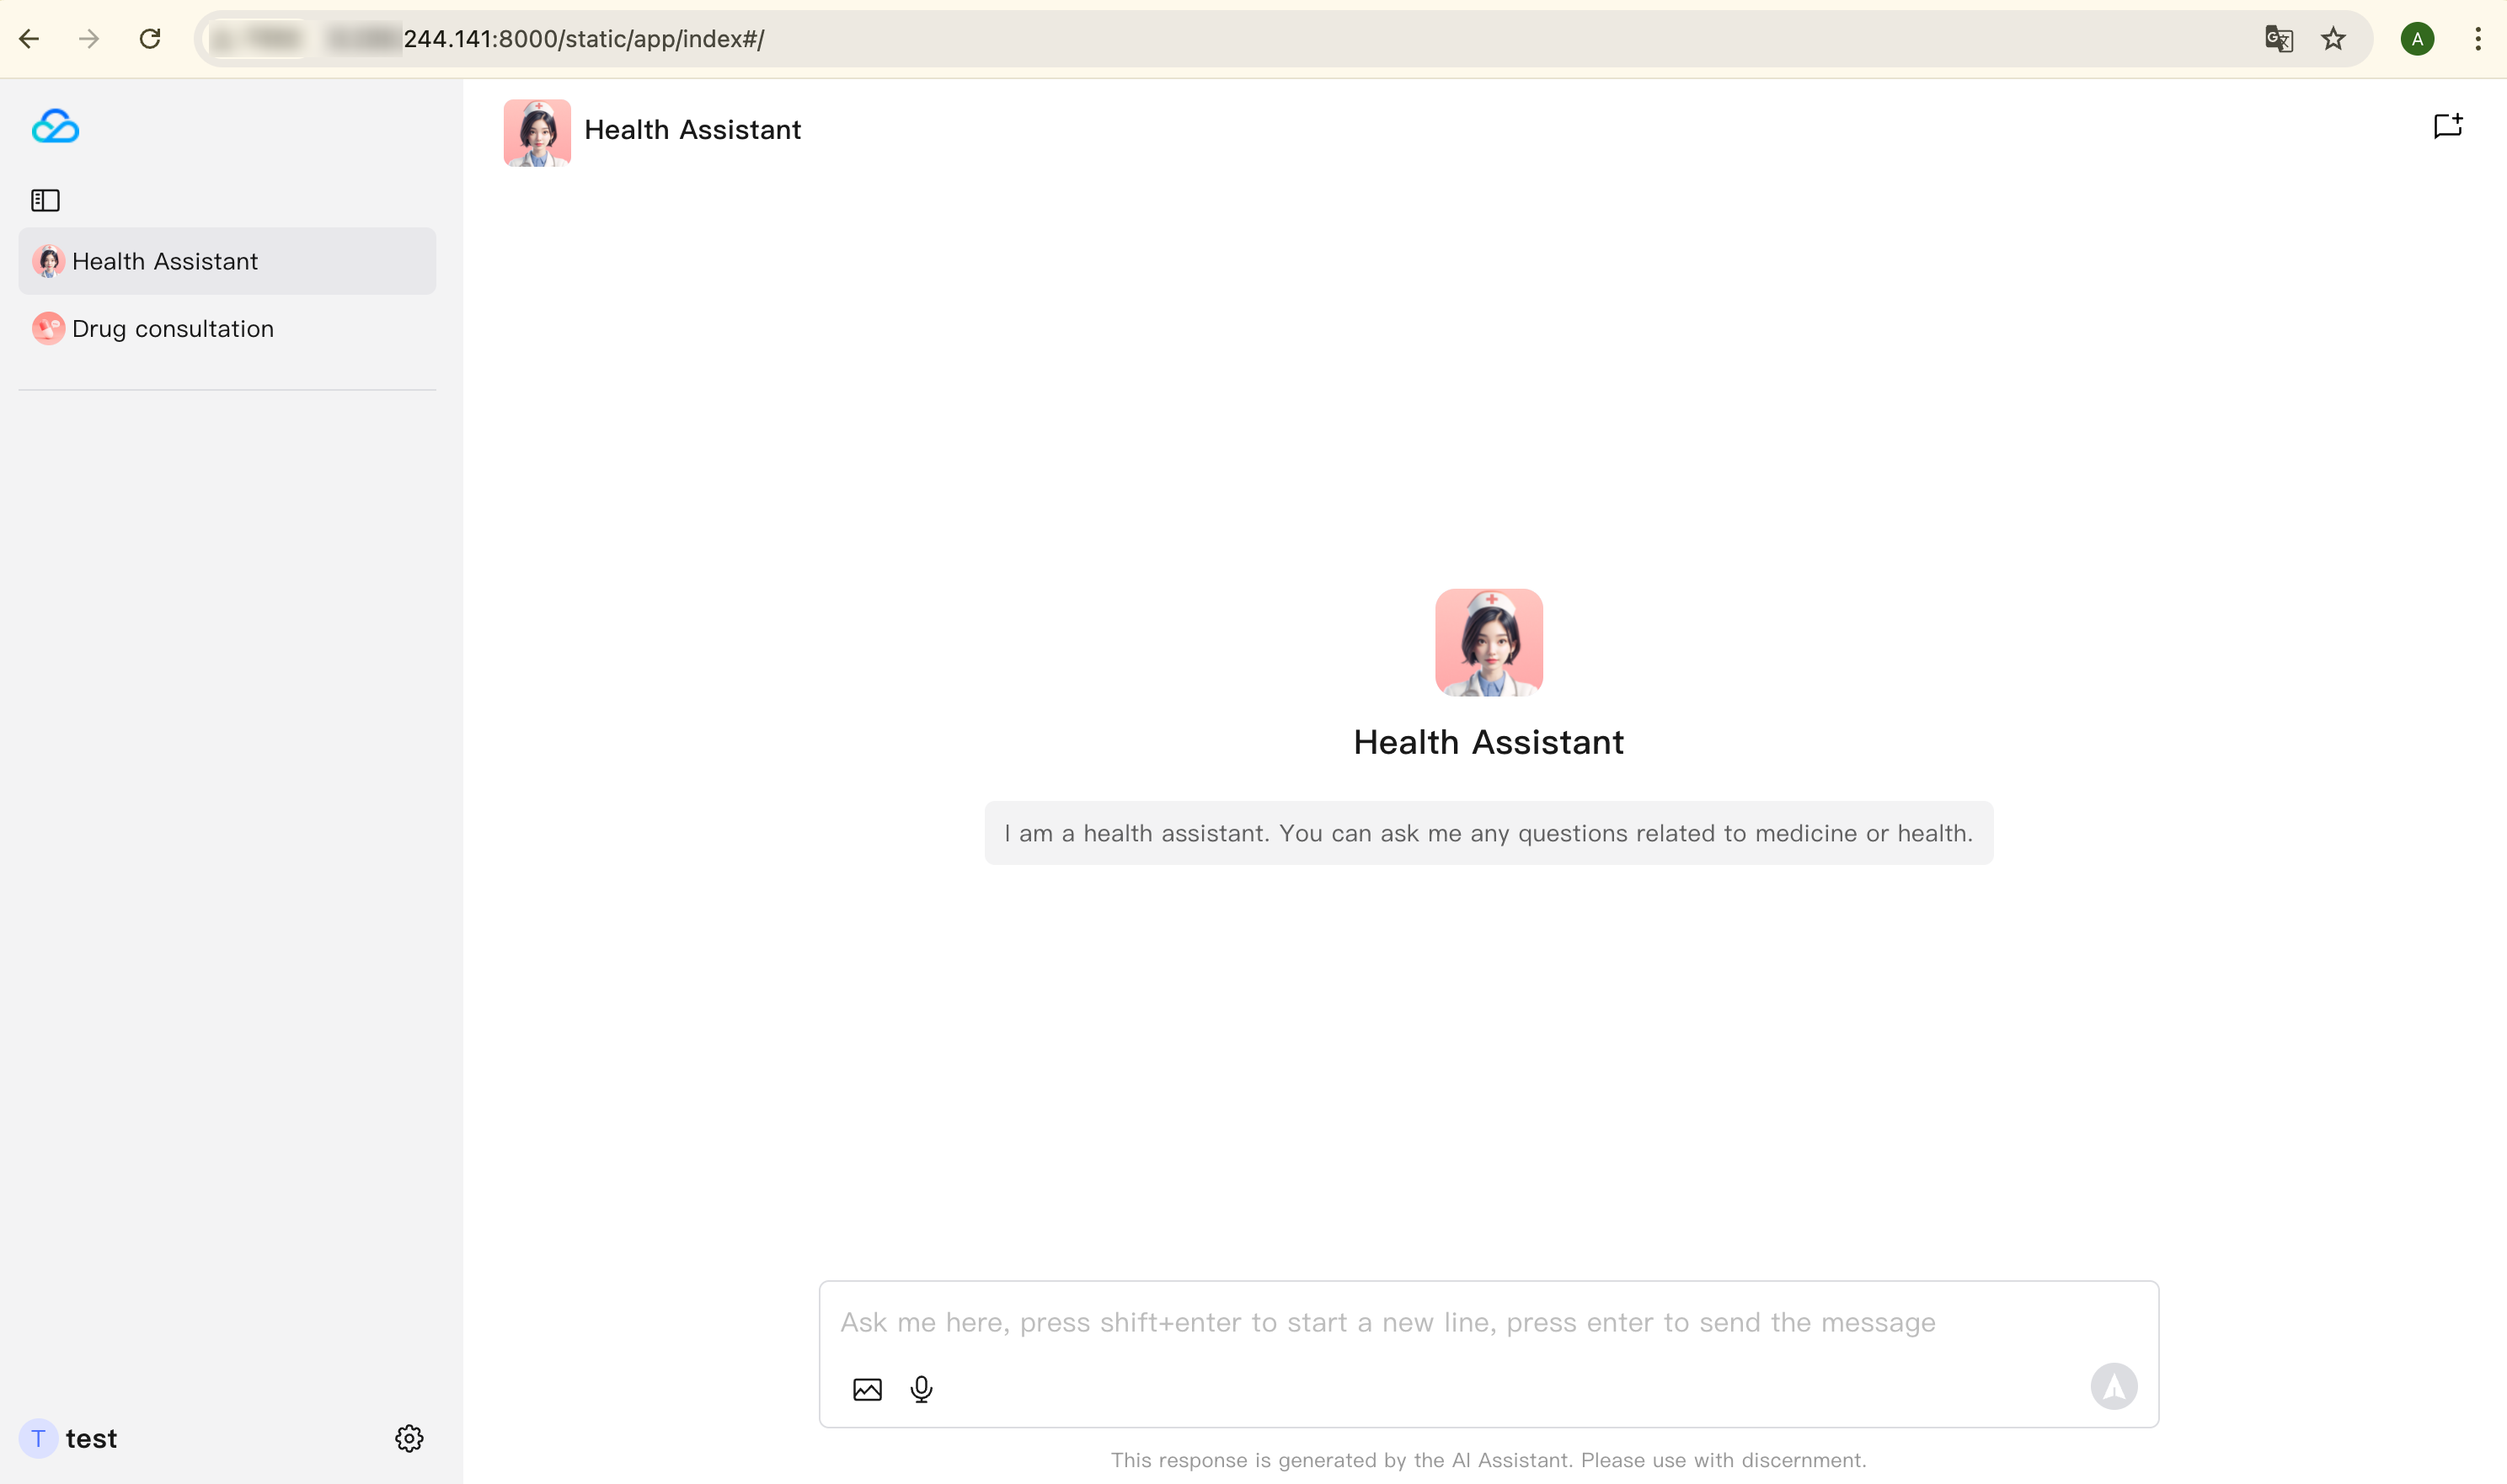 244.141:8000/static/app/index#/
A
Health Assistant
Health Assistant
Drug consultation
Health Assistant
I am a health assistant. You can ask me any questions related to medicine or health.
Ask me here, press shift+enter to start a new line, press enter to send the message
T test
This response is generated by the AI Assistant. Please use with discernment.